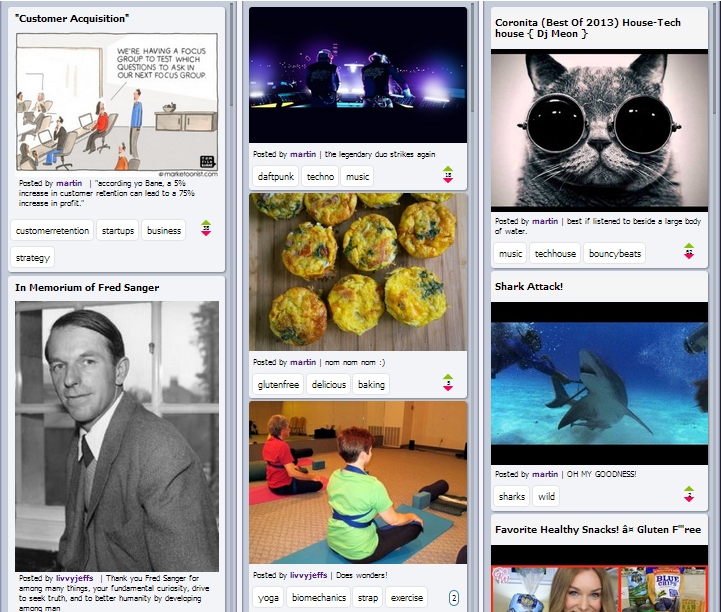 "Customer Acquisition"
WE'RE HAVING A FOCUS
GROUP TO TEST WHICH
QUESTIONS TO ASK IN
OUR NEXT FOCUS GROUP.
© marketoonist.com
Posted by martin | "according yo Bane, a 5%
increase in customer retention can lead to a 75%
increase in profit."
customerretention startups business
38
strategy
In Memorium of Fred Sanger
Posted by livvyjeffs | Thank you Fred Sanger for
among many things, your fundamental curiosity, drive
to seek truth, and to better humanity by developing
among man
Posted by martin | the legendary duo strikes again
daftpunk techno music
Posted by martin | nom nom nom :)
glutenfree delicious baking
Posted by livvyjeffs | Does wonders!
yoga biomechanics strap exercise 2
Coronita (Best Of 2013) House-Tech
house { Dj Meon }
Posted by martin | best if listened to beside a large body
of water.
music techhouse bouncybeats
Shark Attack!
Posted by martin | OH MY GOODNESS!
sharks wild
Favorite Healthy Snacks! â¤ Gluten F ree
BLUE
CHIPS